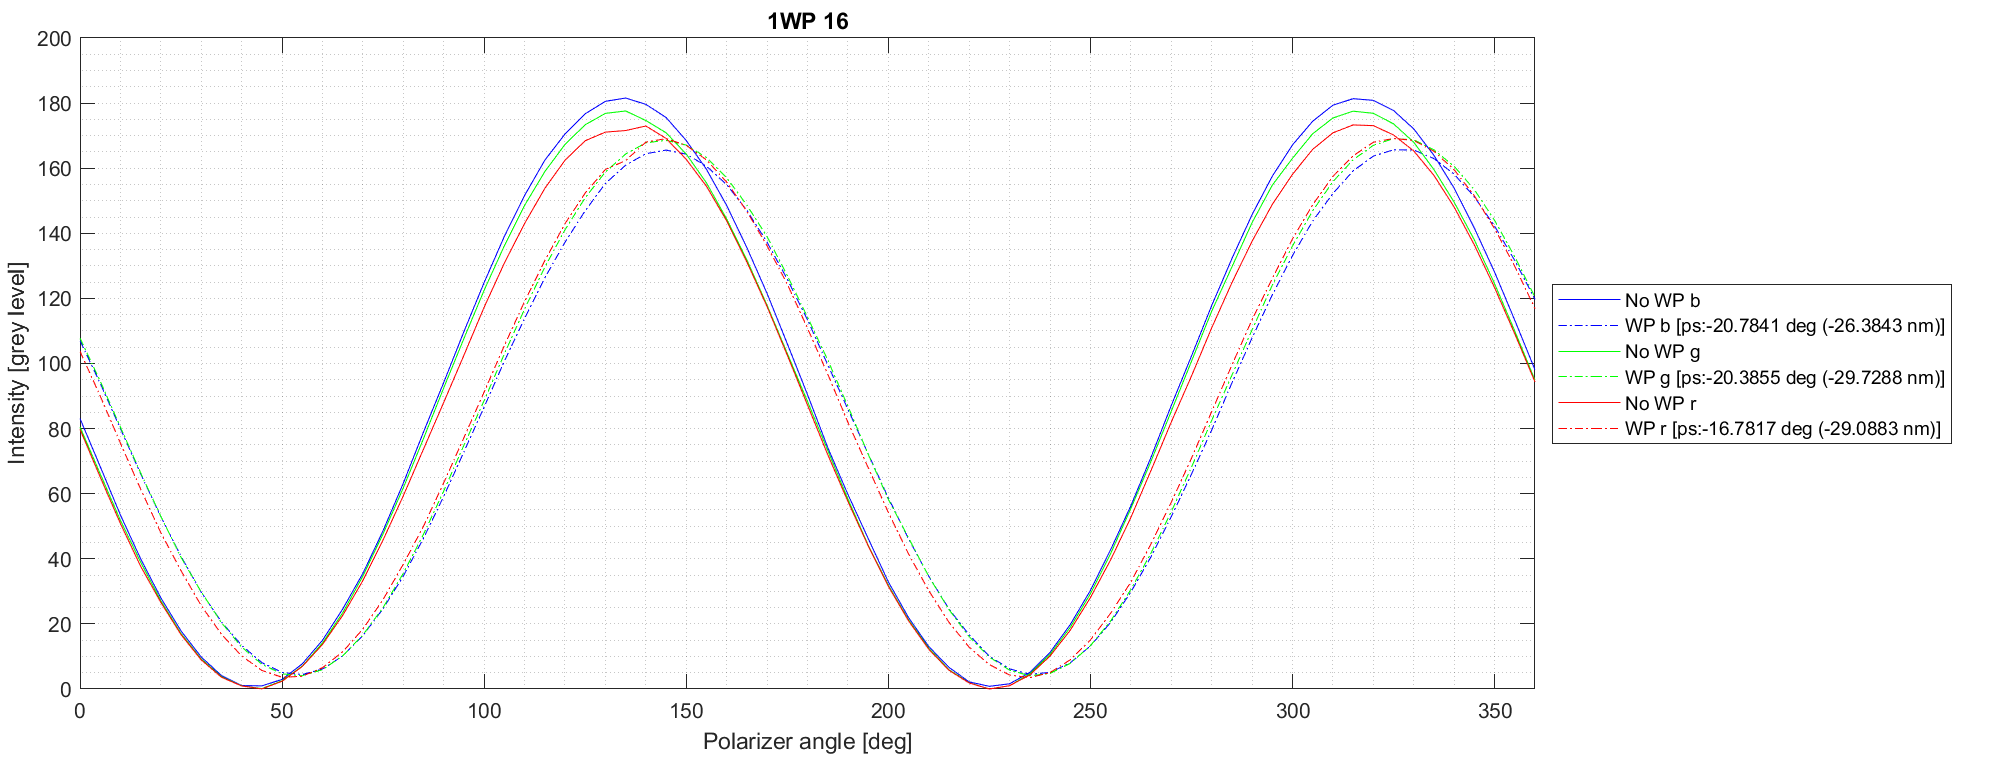 1WP 16
Intensity [grey level]
200
180
160
140
120
100
80
60
40
20
0
0 50 100 150 200 250 300 350
Polarizer angle [deg]
No WP b
WP b [ps:-20.7841 deg (-26.3843 nm)]
No WP g
WP g [ps:-20.3855 deg (-29.7288 nm)]
No WP r
WP r [ps:-16.7817 deg (-29.0883 nm)]